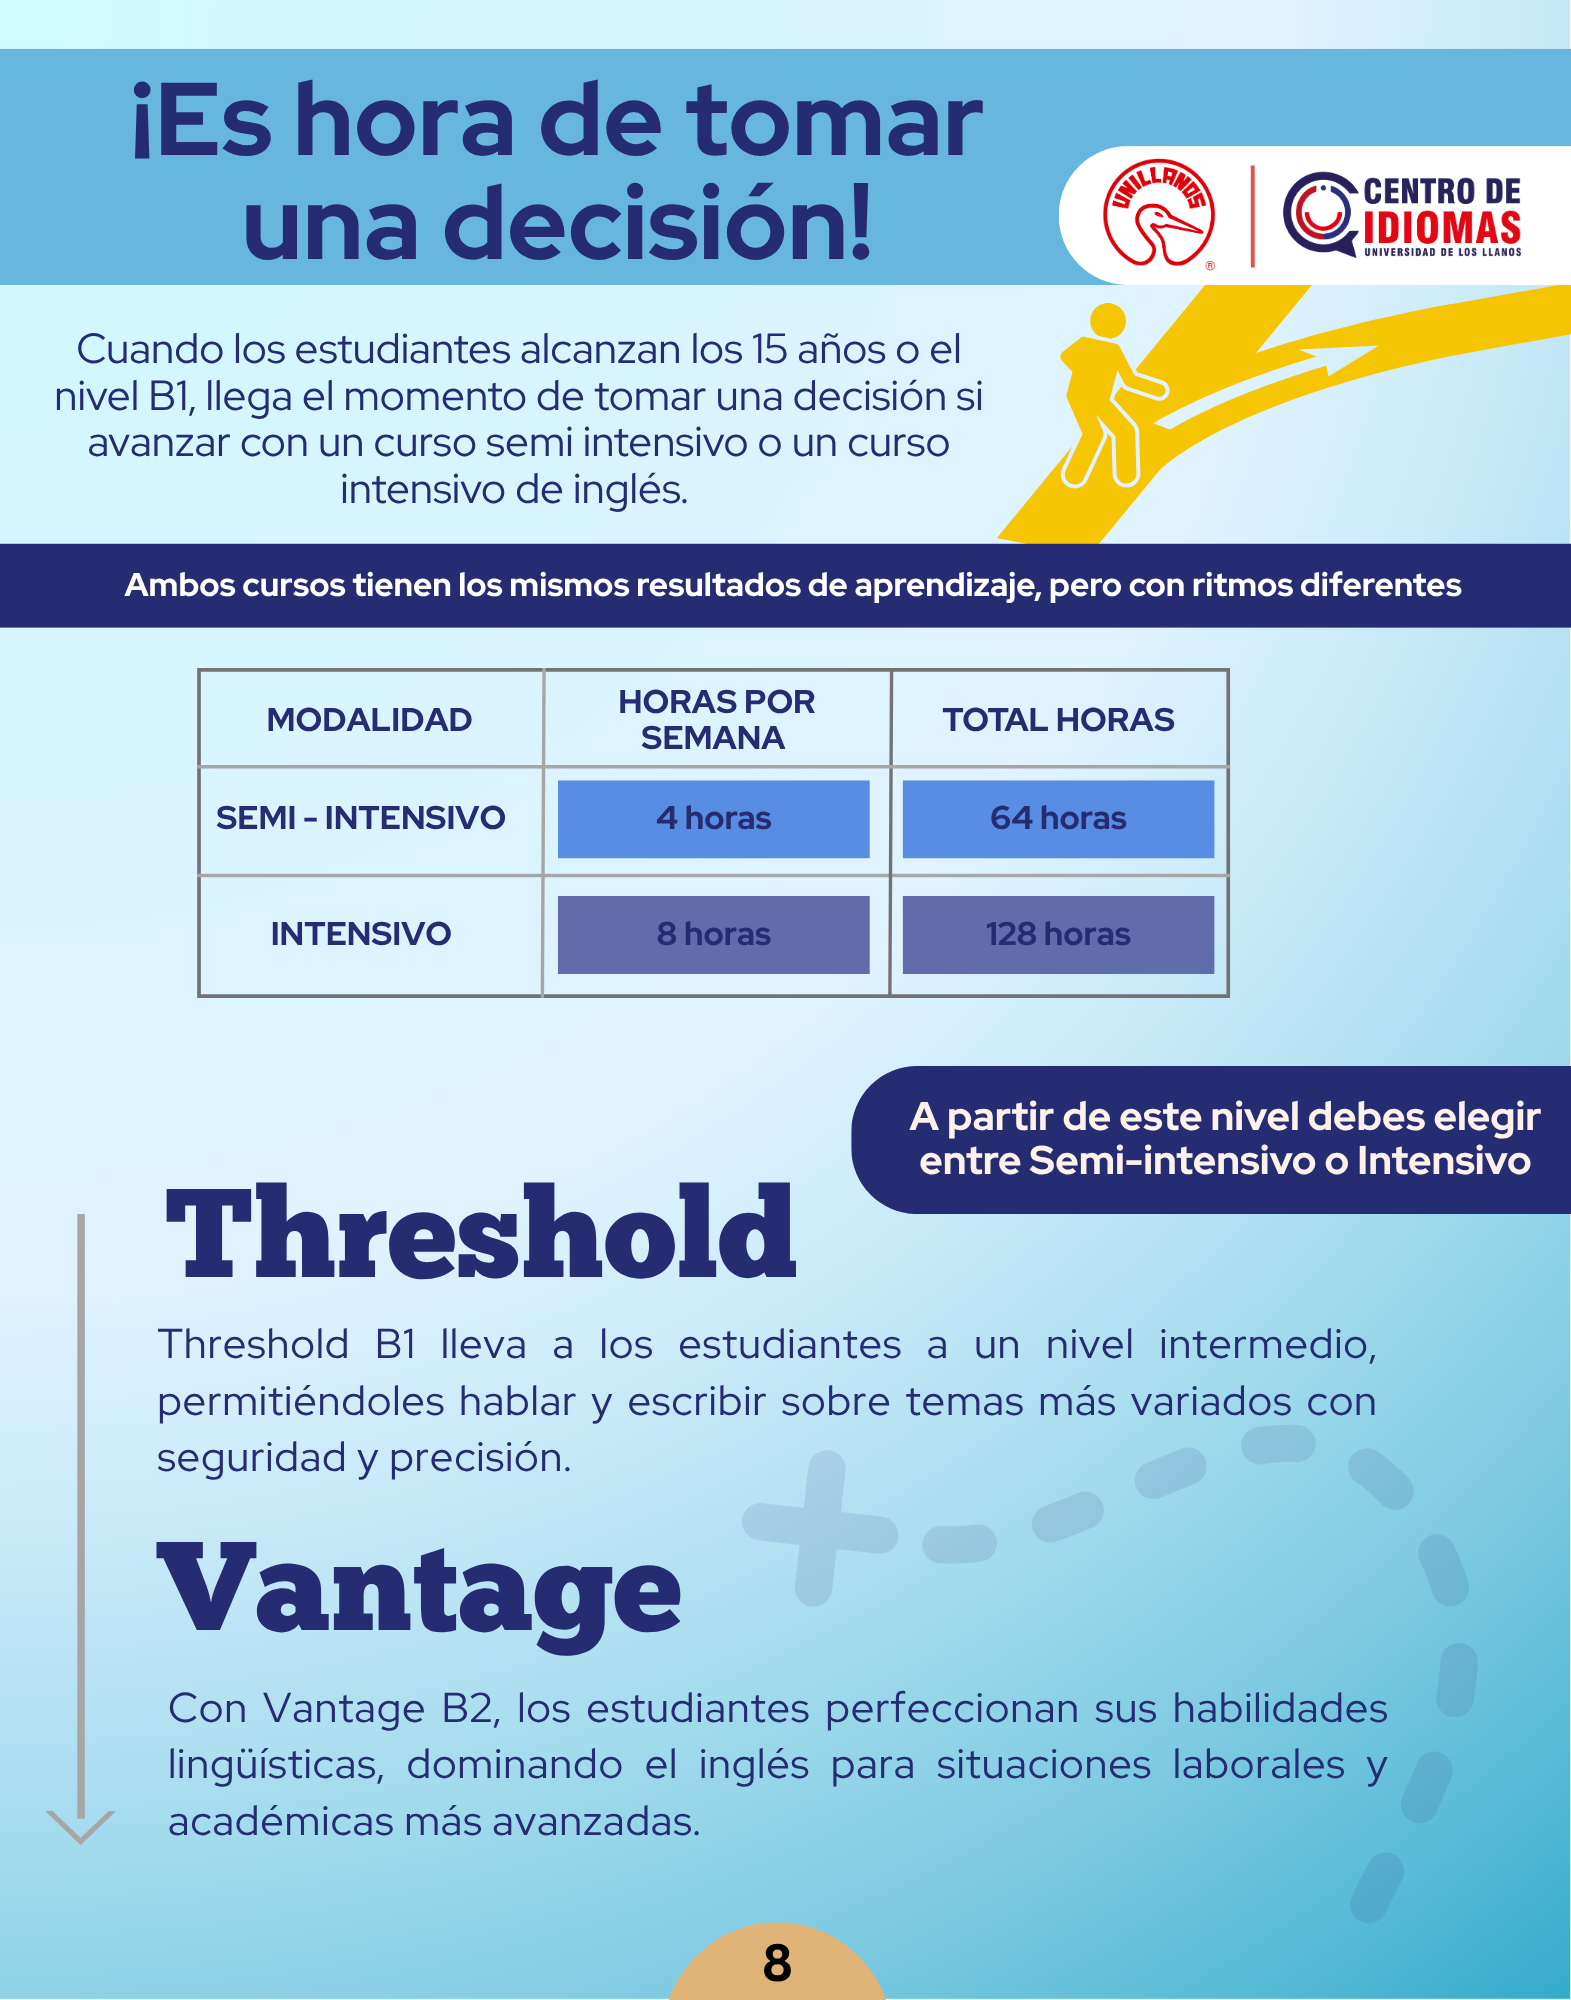 ¡Es hora de tomar
una decisión!
UNILLANOS
®
CENTRO DE
IDIOMAS
UNIVERSIDAD DE LOS LLANOS
Cuando los estudiantes alcanzan los 15 años o el
nivel B1, llega el momento de tomar una decisión si
avanzar con un curso semi intensivo o un curso
intensivo de inglés.
Ambos cursos tienen los mismos resultados de aprendizaje, pero con ritmos diferentes
MODALIDAD
HORAS POR
SEMANA
TOTAL HORAS
SEMI - INTENSIVO
4 horas
64 horas
INTENSIVO
8 horas
128 horas
A partir de este nivel debes elegir
entre Semi-intensivo o Intensivo
Threshold
Threshold B1 lleva a los estudiantes a un nivel intermedio,
permitiéndoles hablar y escribir sobre temas más variados con
seguridad y precisión.
Vantage
Con Vantage B2, los estudiantes perfeccionan sus habilidades
lingüísticas, dominando el inglés para situaciones laborales y
académicas más avanzadas.
8